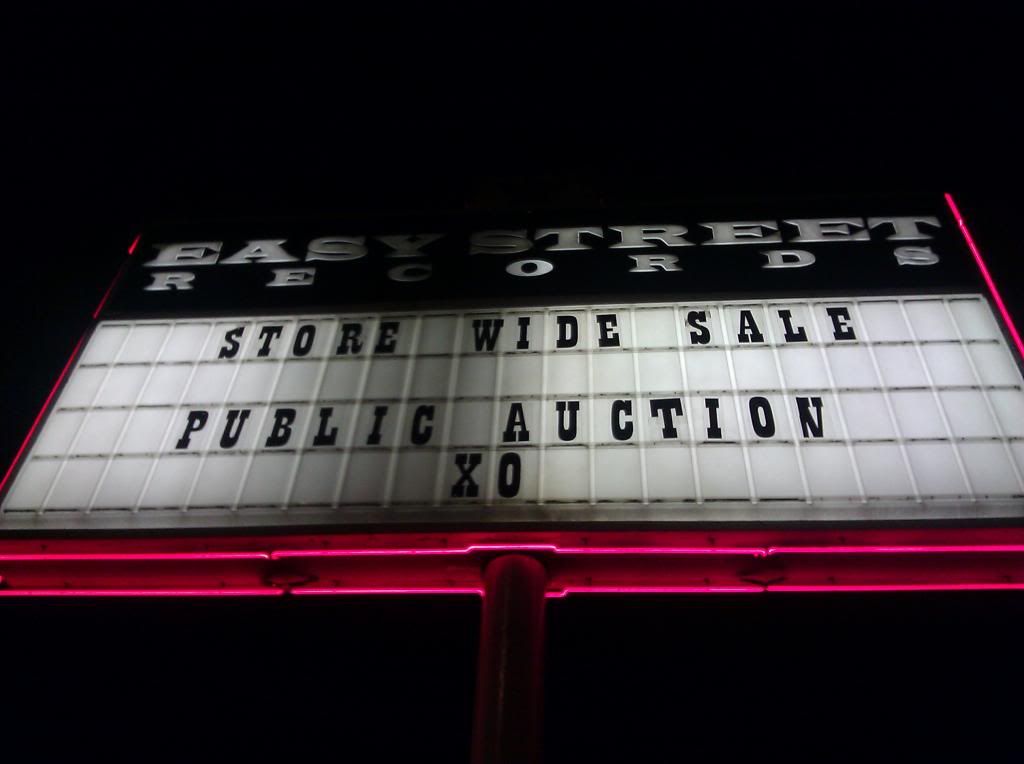 EASY STREET
RECORDS
STORE WIDE SALE
PUBLIC AUCTION
XO